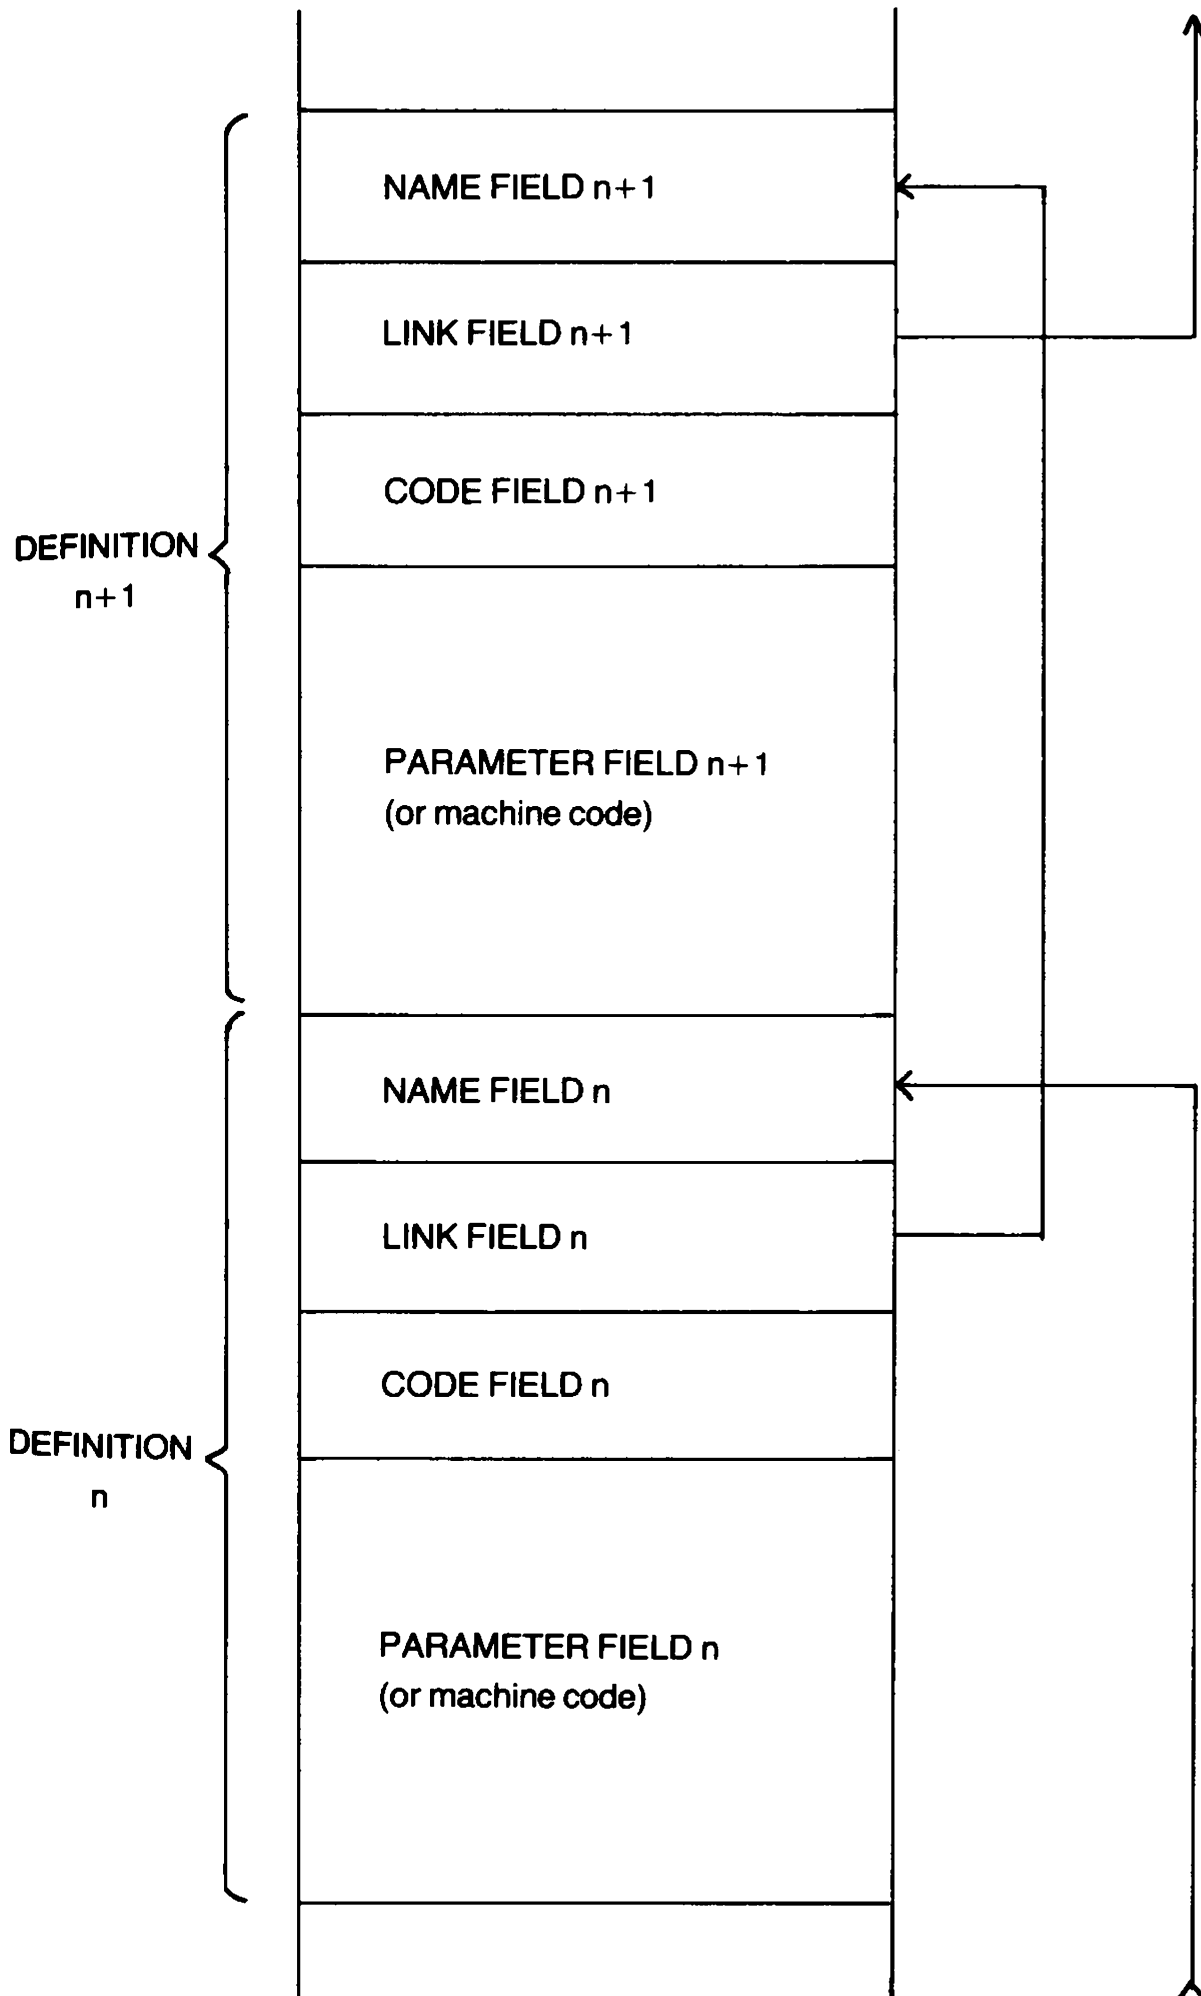 NAME FIELD n+1
LINK FIELD n+1
CODE FIELD n+1
DEFINITION
n+1
PARAMETER FIELD n+1
(or machine code)
NAME FIELD n
LINK FIELD n
CODE FIELD n
DEFINITION
n
PARAMETER FIELD n
(or machine code)